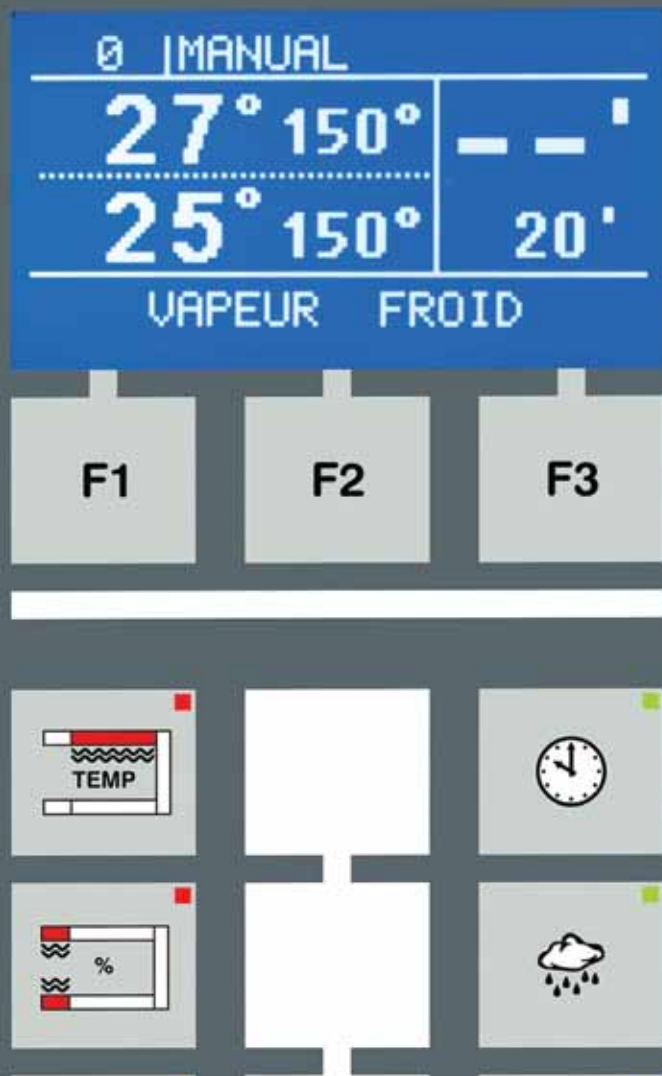 0 |MANUAL
27° 150° --'
25° 150° 20'
VAPEUR FROID
F1 F2 F3
TEMP
%